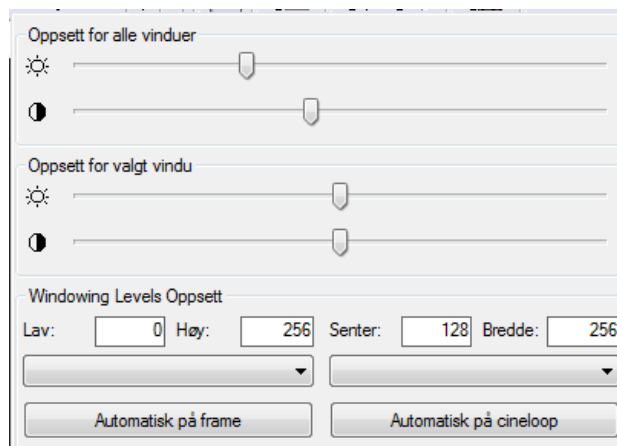 Oppsett for alle vinduer
Oppsett for valgt vindu
Windowing Levels Oppsett
Lav: 0 Høy: 256 Senter: 128 Bredde: 256
Automatisk på frame Automatisk på cineloop